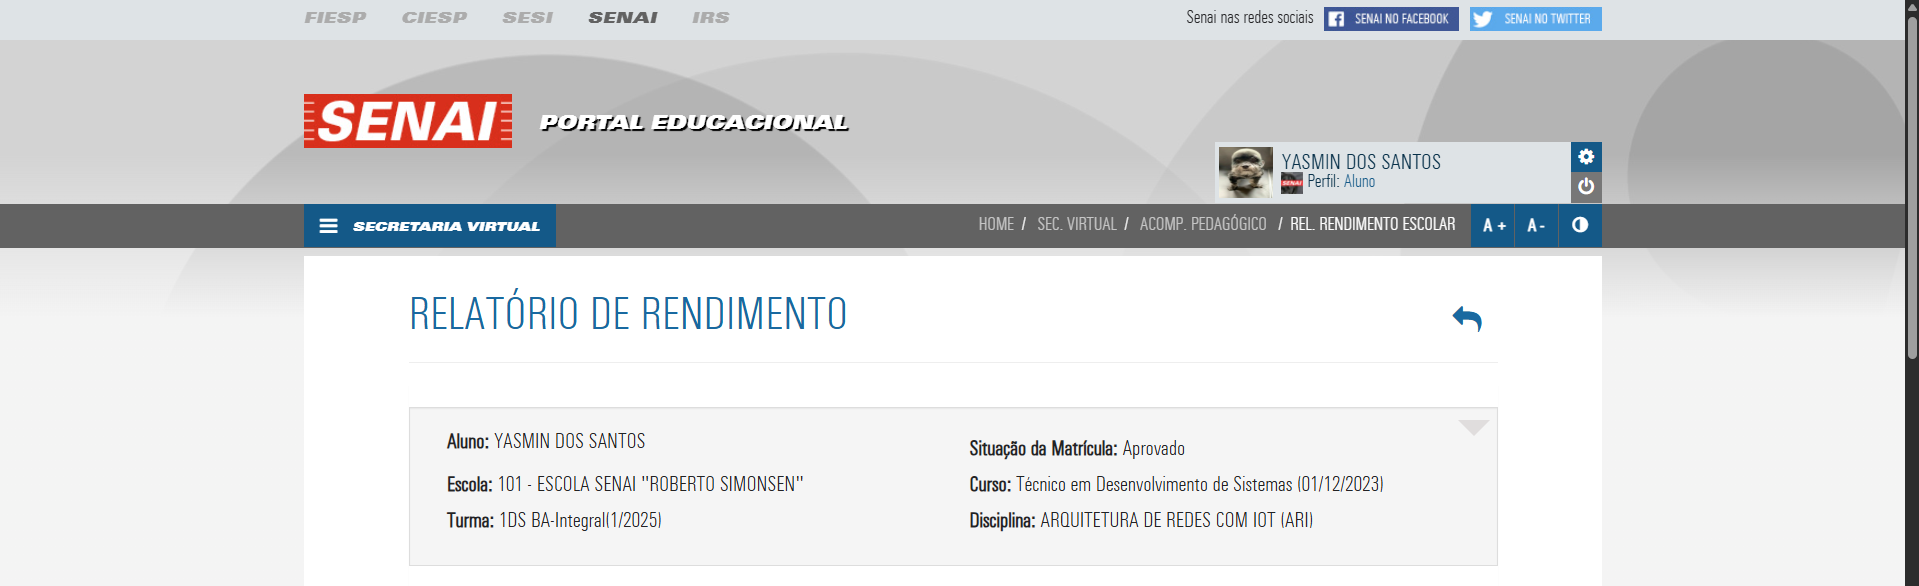 FIESP CIESP SESI SENAI IRS
Senai nas redes sociais SENAI NO FACEBOOK SENAI NO TWITTER
SENAI PORTAL EDUCACIONAL
YASMIN DOS SANTOS
SENAI Perfil: Aluno
SECRETARIA VIRTUAL
HOME / SEC. VIRTUAL / ACOMP. PEDAGÓGICO / REL. RENDIMENTO ESCOLAR A + A -
RELATÓRIO DE RENDIMENTO
Aluno: YASMIN DOS SANTOS
Situação da Matrícula: Aprovado
Escola: 101 - ESCOLA SENAI "ROBERTO SIMONSEN"
Curso: Técnico em Desenvolvimento de Sistemas (01/12/2023)
Turma: 1DS BA-Integral(1/2025)
Disciplina: ARQUITETURA DE REDES COM IOT (ARI)